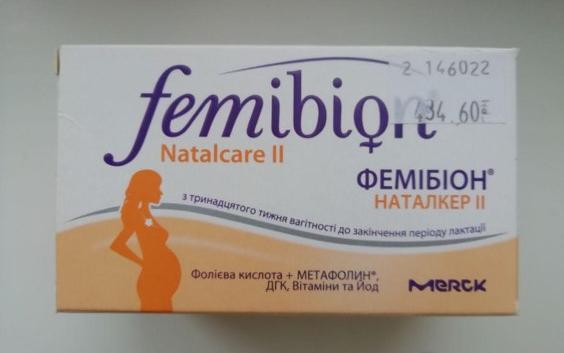 2 146022
434.60
femibion®
Natalcare II
ФЕМІБІОН®
НАТАЛКЕР II
з тринадцятого тижня вагітності до закінчення періоду лактації
Фолієва кислота + МЕТАФОЛИН®,
ДГК, Вітаміни та Йод
MERCK